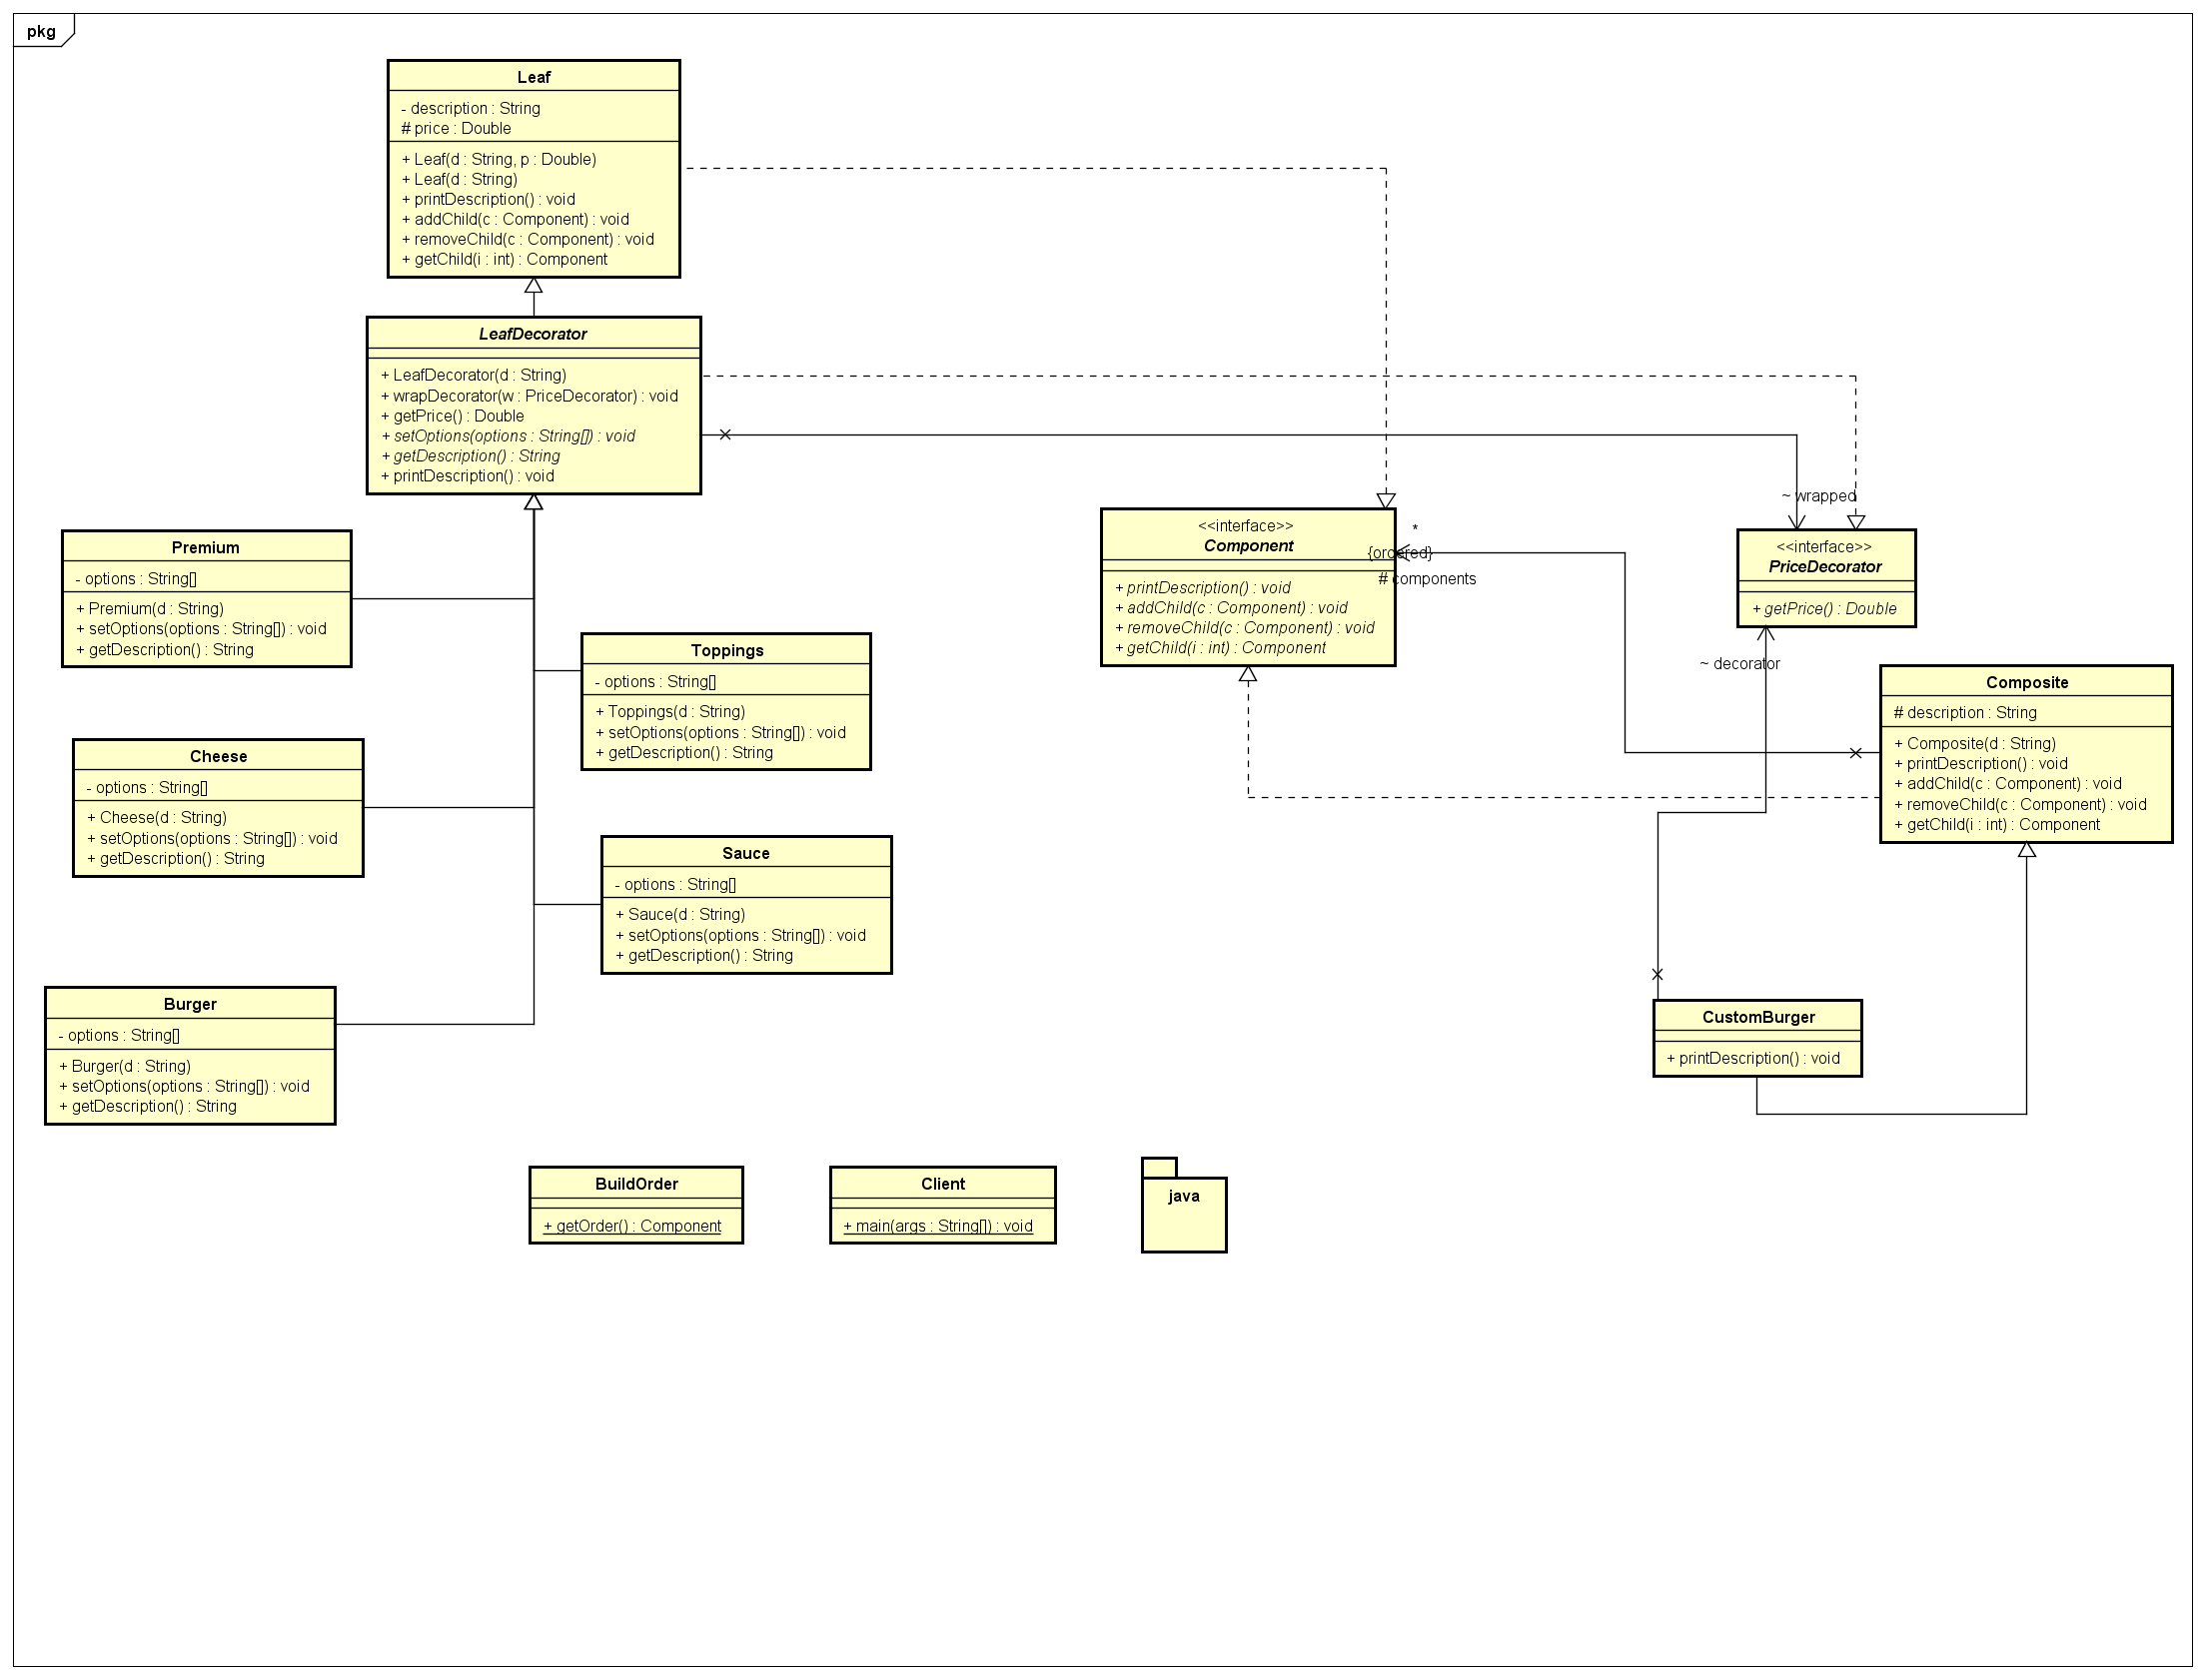 pkg
Leaf
- description : String
# price : Double
+ Leaf(d : String, p : Double)
+ Leaf(d : String)
+ printDescription() : void
+ addChild(c : Component) : void
+ removeChild(c : Component) : void
+ getChild(i : int) : Component
LeafDecorator
+ LeafDecorator(d : String)
+ wrapDecorator(w : PriceDecorator) : void
+ getPrice() : Double
+ setOptions(options : String[]) : void
+ getDescription() : String
+ printDescription() : void
Premium
- options : String[]
+ Premium(d : String)
+ setOptions(options : String[]) : void
+ getDescription() : String
Toppings
- options : String[]
+ Toppings(d : String)
+ setOptions(options : String[]) : void
+ getDescription() : String
Cheese
- options : String[]
+ Cheese(d : String)
+ setOptions(options : String[]) : void
+ getDescription() : String
Sauce
- options : String[]
+ Sauce(d : String)
+ setOptions(options : String[]) : void
+ getDescription() : String
Burger
- options : String[]
+ Burger(d : String)
+ setOptions(options : String[]) : void
+ getDescription() : String
<<interface>>
Component
+ printDescription() : void
+ addChild(c : Component) : void
+ removeChild(c : Component) : void
+ getChild(i : int) : Component
*
{ordered}
# components
~ wrapped
<<interface>>
PriceDecorator
+ getPrice() : Double
~ decorator
Composite
# description : String
+ Composite(d : String)
+ printDescription() : void
+ addChild(c : Component) : void
+ removeChild(c : Component) : void
+ getChild(i : int) : Component
CustomBurger
+ printDescription() : void
BuildOrder
+ getOrder() : Component
Client
+ main(args : String[]) : void
java